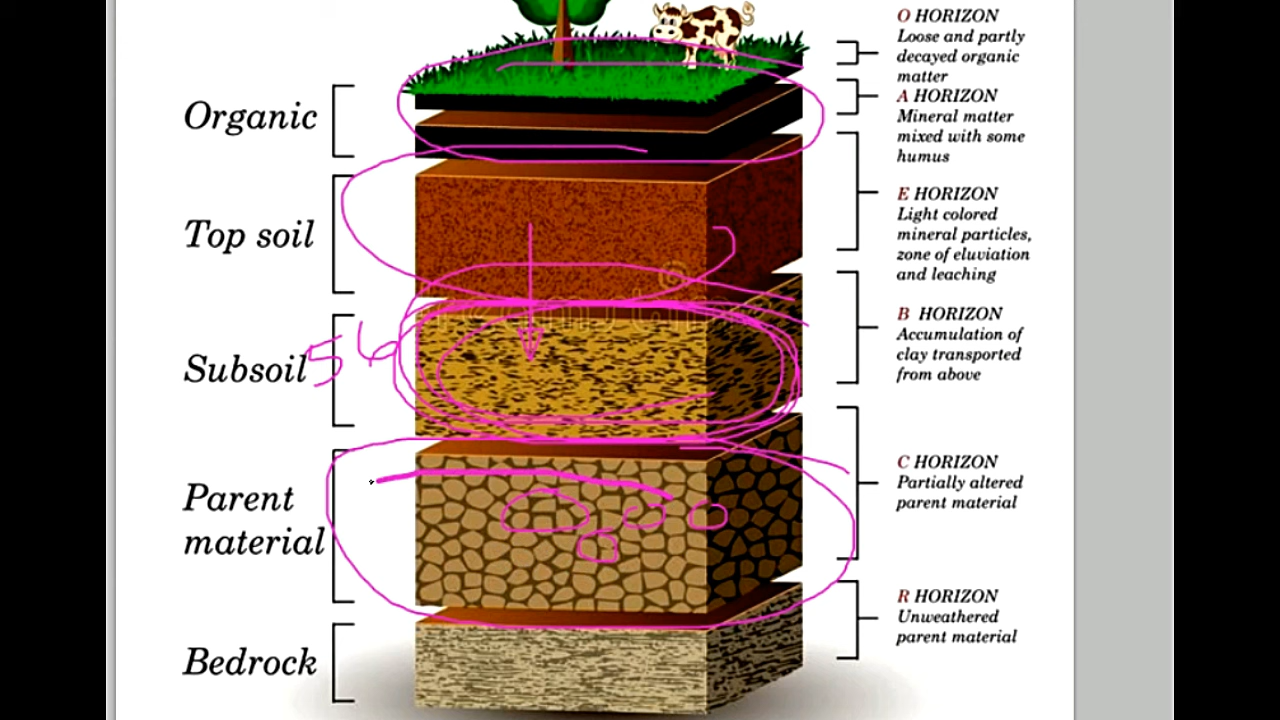 Organic
Top soil
Subsoil
56
Parent
material
Bedrock
O HORIZON
Loose and partly
decayed organic
matter
A HORIZON
Mineral matter
mixed with some
humus
E HORIZON
Light colored
mineral particles,
zone of eluviation
and leaching
B HORIZON
Accumulation of
clay transported
from above
C HORIZON
Partially altered
parent material
R HORIZON
Unweathered
parent material